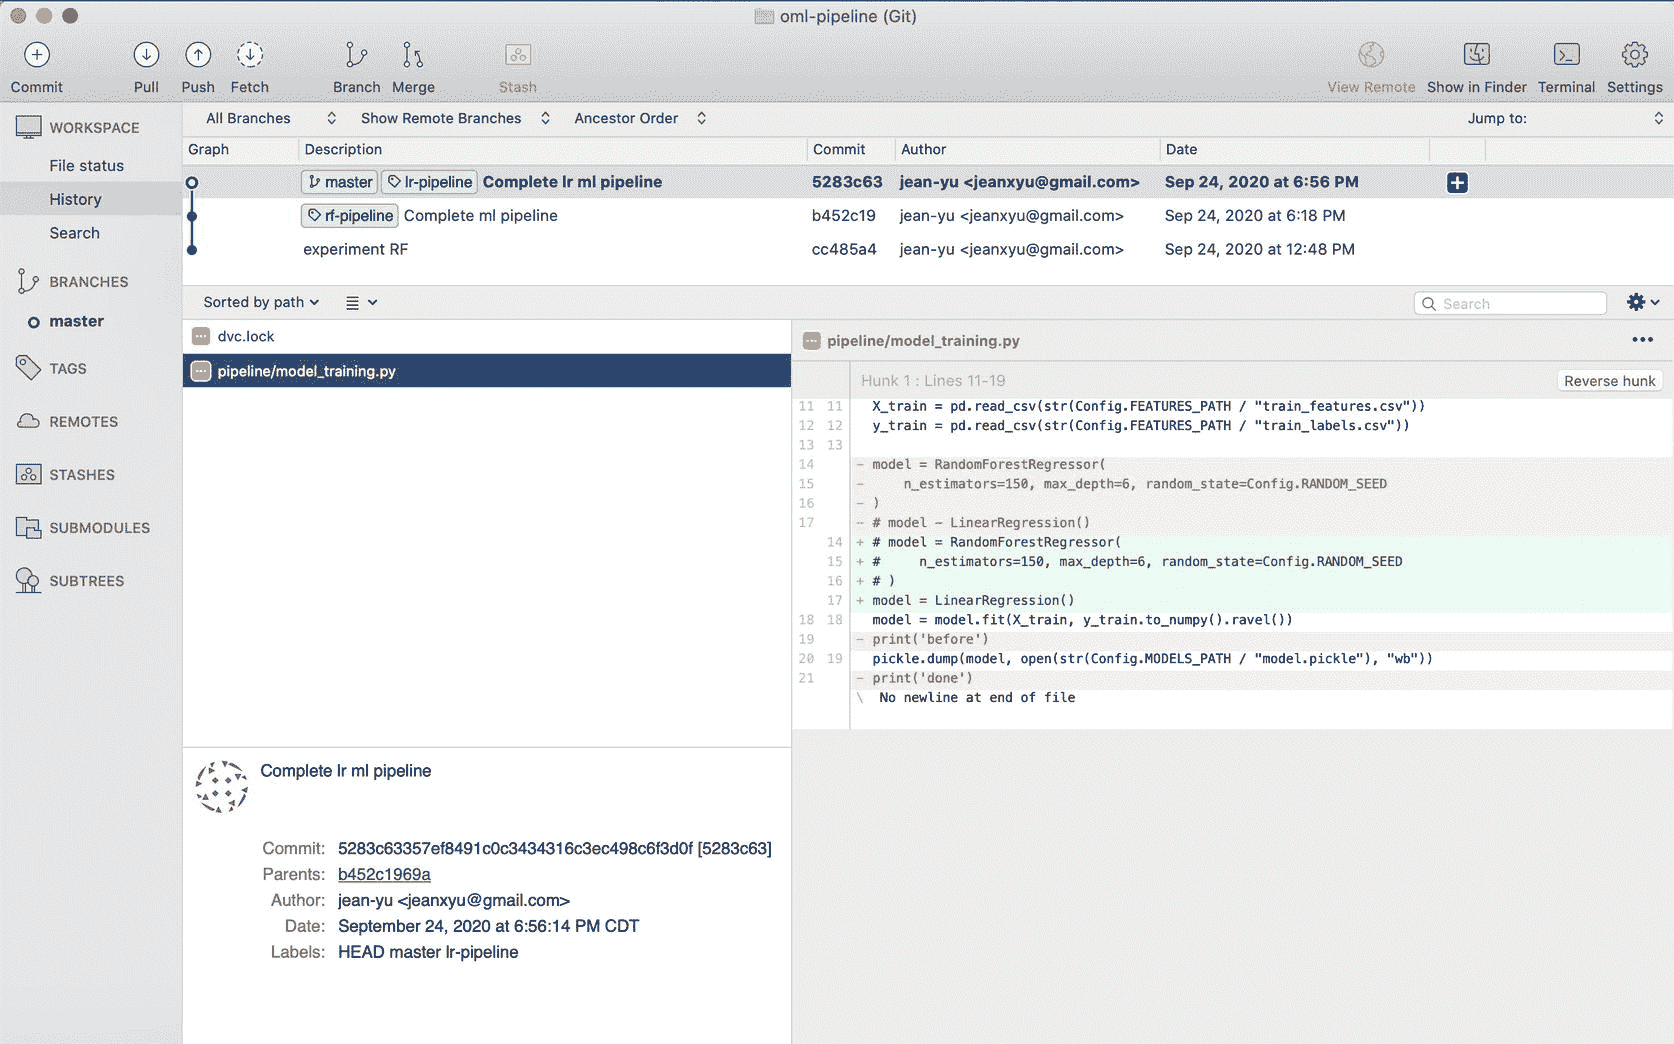 oml-pipeline (Git)
Commit Pull Push Fetch Branch Merge Stash View Remote Show in Finder Terminal Settings
WORKSPACE
File status
History
Search
BRANCHES
master
TAGS
REMOTES
STASHES
SUBMODULES
SUBTREES
All Branches Show Remote Branches Ancestor Order Jump to:
Graph Description Commit Author Date
master lr-pipeline Complete lr ml pipeline 5283c63 jean-yu <jeanxyu@gmail.com> Sep 24, 2020 at 6:56 PM
rf-pipeline Complete ml pipeline b452c19 jean-yu <jeanxyu@gmail.com> Sep 24, 2020 at 6:18 PM
experiment RF cc485a4 jean-yu <jeanxyu@gmail.com> Sep 24, 2020 at 12:48 PM
Sorted by path Search
dvc.lock
pipeline/model_training.py
Complete lr ml pipeline
Commit: 5283c63357ef8491c0c3434316c3ec498c6f3d0f [5283c63]
Parents: b452c1969a
Author: jean-yu <jeanxyu@gmail.com>
Date: September 24, 2020 at 6:56:14 PM CDT
Labels: HEAD master lr-pipeline
pipeline/model_training.py
Hunk 1 : Lines 11-19 Reverse hunk
11 11 X_train = pd.read_csv(str(Config.FEATURES_PATH / "train_features.csv"))
12 12 y_train = pd.read_csv(str(Config.FEATURES_PATH / "train_labels.csv"))
13 13
14 - model = RandomForestRegressor(
15 - n_estimators=150, max_depth=6, random_state=Config.RANDOM_SEED
16 - )
17 - # model - LinearRegression()
14 + # model = RandomForestRegressor(
15 + # n_estimators=150, max_depth=6, random_state=Config.RANDOM_SEED
16 + # )
17 + model = LinearRegression()
18 18 model = model.fit(X_train, y_train.to_numpy().ravel())
19 - print('before')
20 19 pickle.dump(model, open(str(Config.MODELS_PATH / "model.pickle"), "wb"))
21 - print('done')
\ No newline at end of file